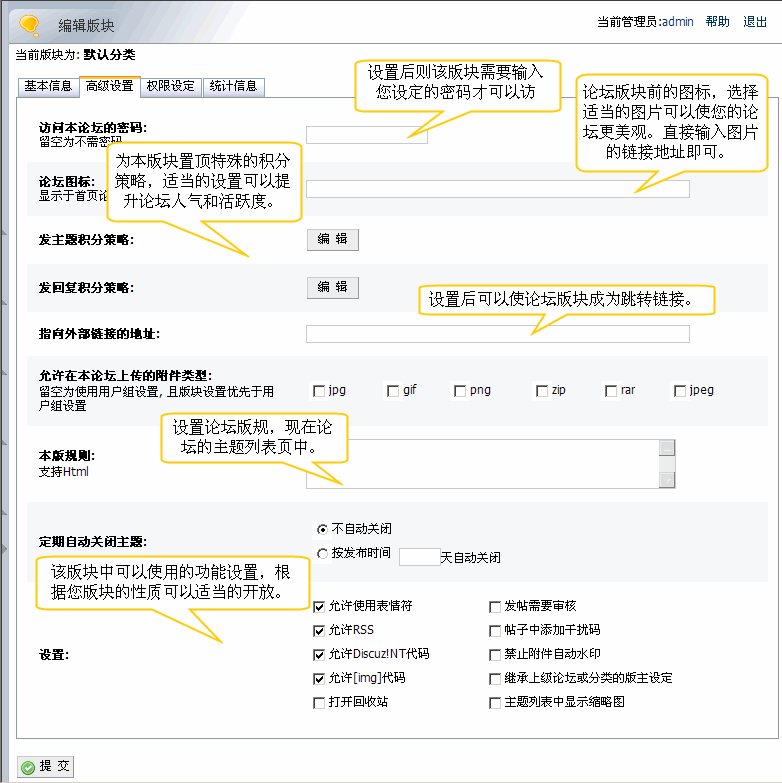 编辑版块
当前管理员:admin 帮助 退出
当前版块为: 默认分类
基本信息 高级设置 权限设定 统计信息
设置后则该版块需要输入
您设定的密码才可以访
论坛版块前的图标，选择
适当的图片可以使您的论
坛更美观。直接输入图片
的链接地址即可。
访问本论坛的密码:
留空为不需密码
为本版块置顶特殊的积分
策略，适当的设置可以提
升论坛人气和活跃度。
论坛图标:
显示于首页论
发主题积分策略:
编 辑
发回复积分策略:
编 辑
设置后可以使论坛版块成为跳转链接。
指向外部链接的地址:
允许在本论坛上传的附件类型:
留空为使用用户组设置, 且版块设置优先于用
户组设置
jpg gif png zip rar jpeg
设置论坛版规，现在论
坛的主题列表页中。
本版规则:
支持Html
定期自动关闭主题:
不自动关闭
按发布时间 天自动关闭
该版块中可以使用的功能设置，根
据您版块的性质可以适当的开放。
设置:
允许使用表情符 发帖需要审核
允许RSS 帖子中添加干扰码
允许Discuz!NT代码 禁止附件自动水印
允许[img]代码 继承上级论坛或分类的版主设定
打开回收站 主题列表中显示缩略图
提 交